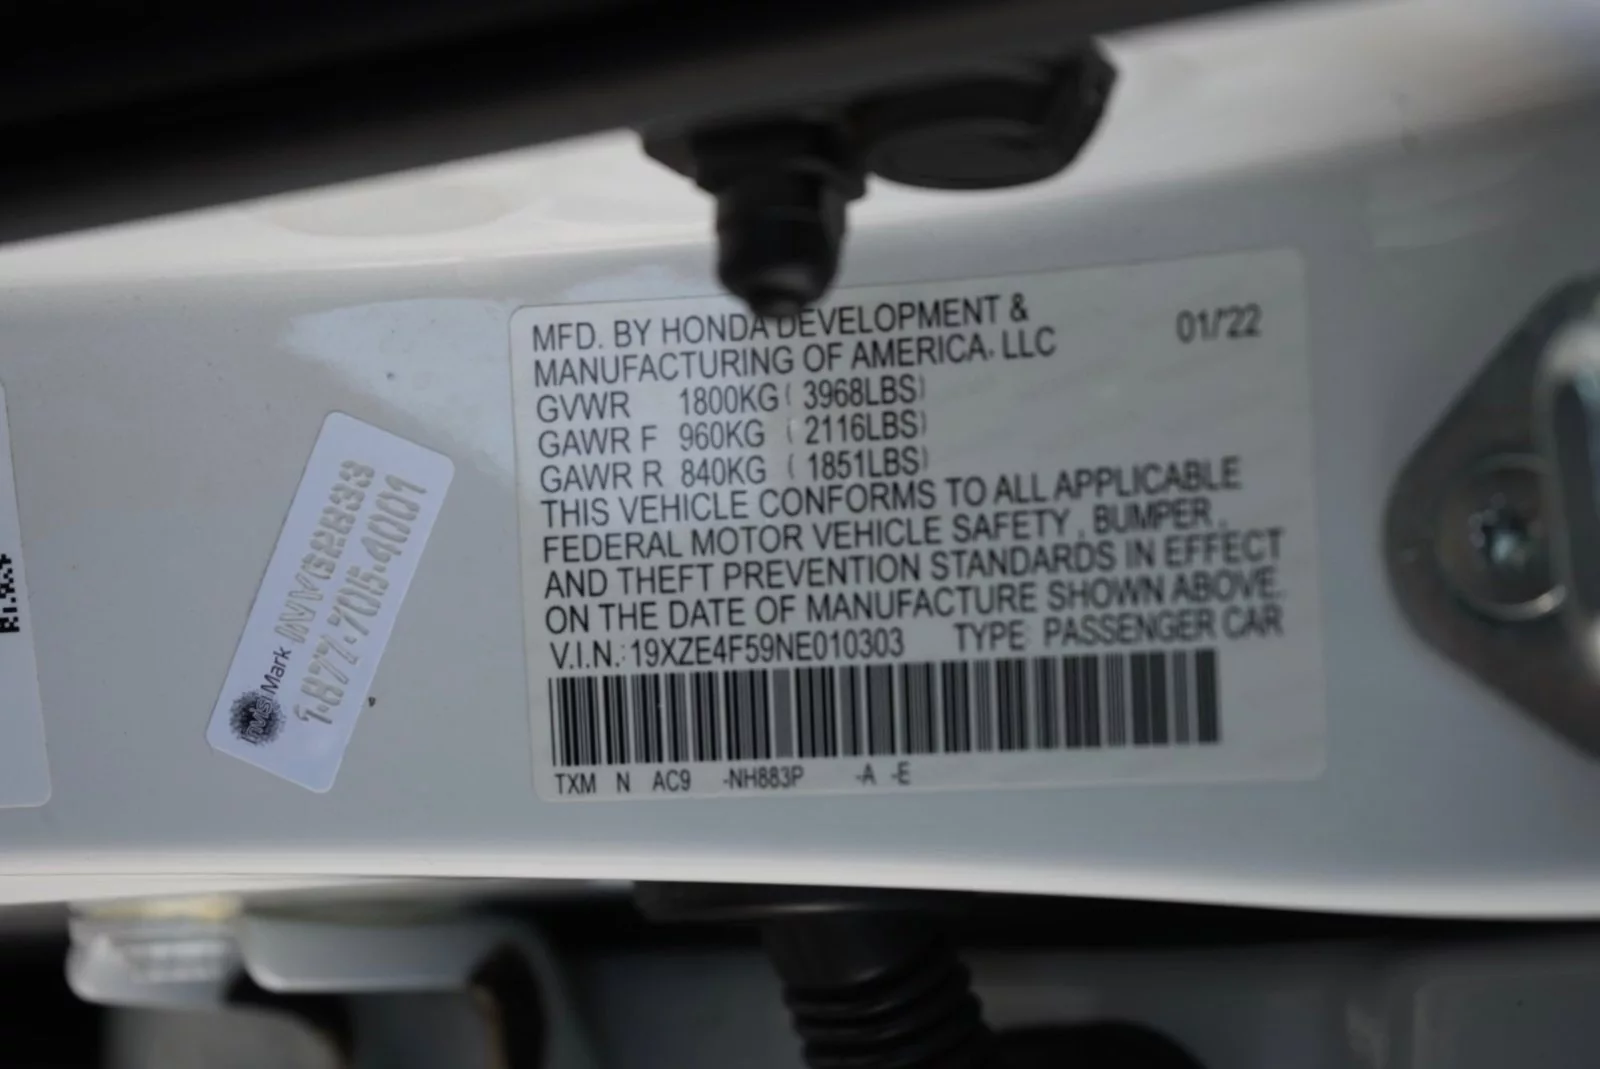 MFD. BY HONDA DEVELOPMENT &
MANUFACTURING OF AMERICA, LLC
01/'22
GVWR 1800KG ( 3968LBS)
GAWR F 960KG ( 2116LBS)
GAWR R 840KG ( 1851LBS)
THIS VEHICLE CONFORMS TO ALL APPLICABLE
FEDERAL MOTOR VEHICLE SAFETY , BUMPER ,
AND THEFT PREVENTION STANDARDS IN EFFECT
ON THE DATE OF MANUFACTURE SHOWN ABOVE.
V.I.N.: 19XZE4F59NE010303 TYPE: PASSENGER CAR
TXM N AC9 -NH883P -A -E
InvisiMark
1.877.705.4001